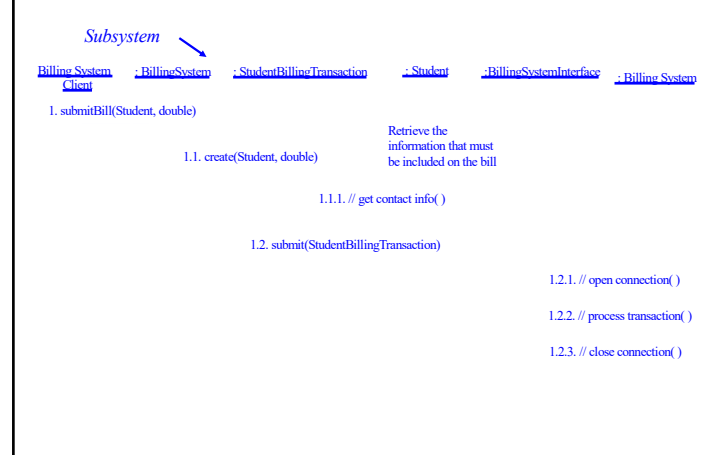 Subsystem
Billing System
Client
: BillingSystem
: StudentBillingTransaction
: Student
:BillingSystemInterface
: Billing System
1. submitBill(Student, double)
Retrieve the
information that must
be included on the bill
1.1. create(Student, double)
1.1.1. // get contact info( )
1.2. submit(StudentBillingTransaction)
1.2.1. // open connection( )
1.2.2. // process transaction( )
1.2.3. // close connection( )